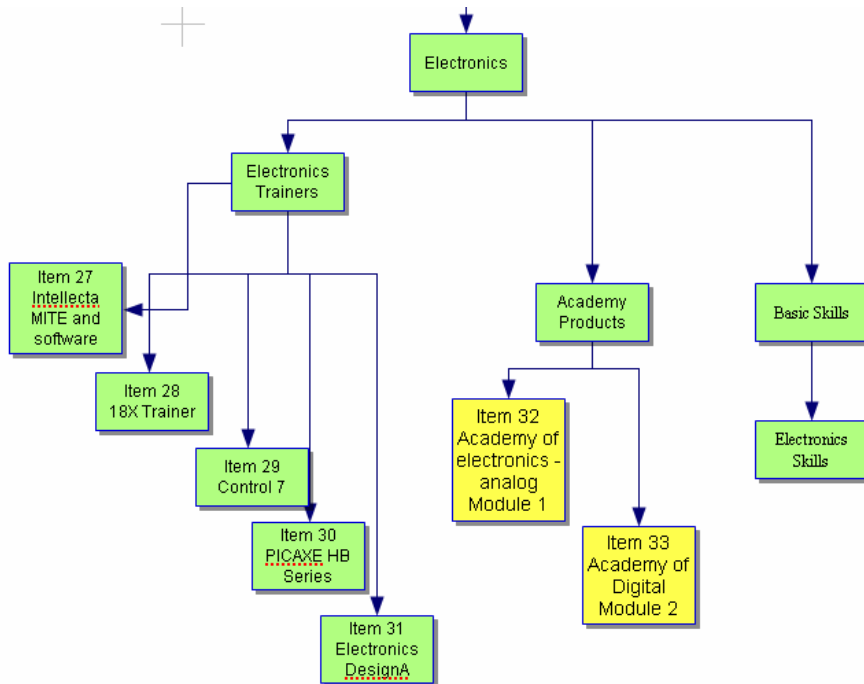 Electronics
Electronics
Trainers
Item 27
Intellecta
MITE and
software
Item 28
18X Trainer
Item 29
Control 7
Item 30
PICAXE HB
Series
Item 31
Electronics
DesignA
Academy
Products
Item 32
Academy of
electronics -
analog
Module 1
Item 33
Academy of
Digital
Module 2
Basic Skills
Electronics
Skills